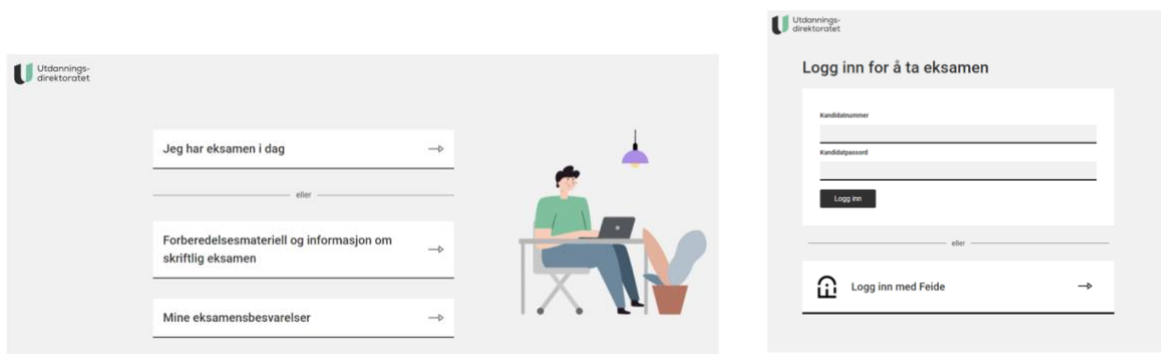 Utdannings-
direktoratet
Jeg har eksamen i dag
eller
Forberedelsesmateriell og informasjon om
skriftlig eksamen
Mine eksamensbesvarelser
Utdannings-
direktoratet
Logg inn for å ta eksamen
Kandidatnummer
Kandidatpassord
Logg inn
eller
Logg inn med Feide